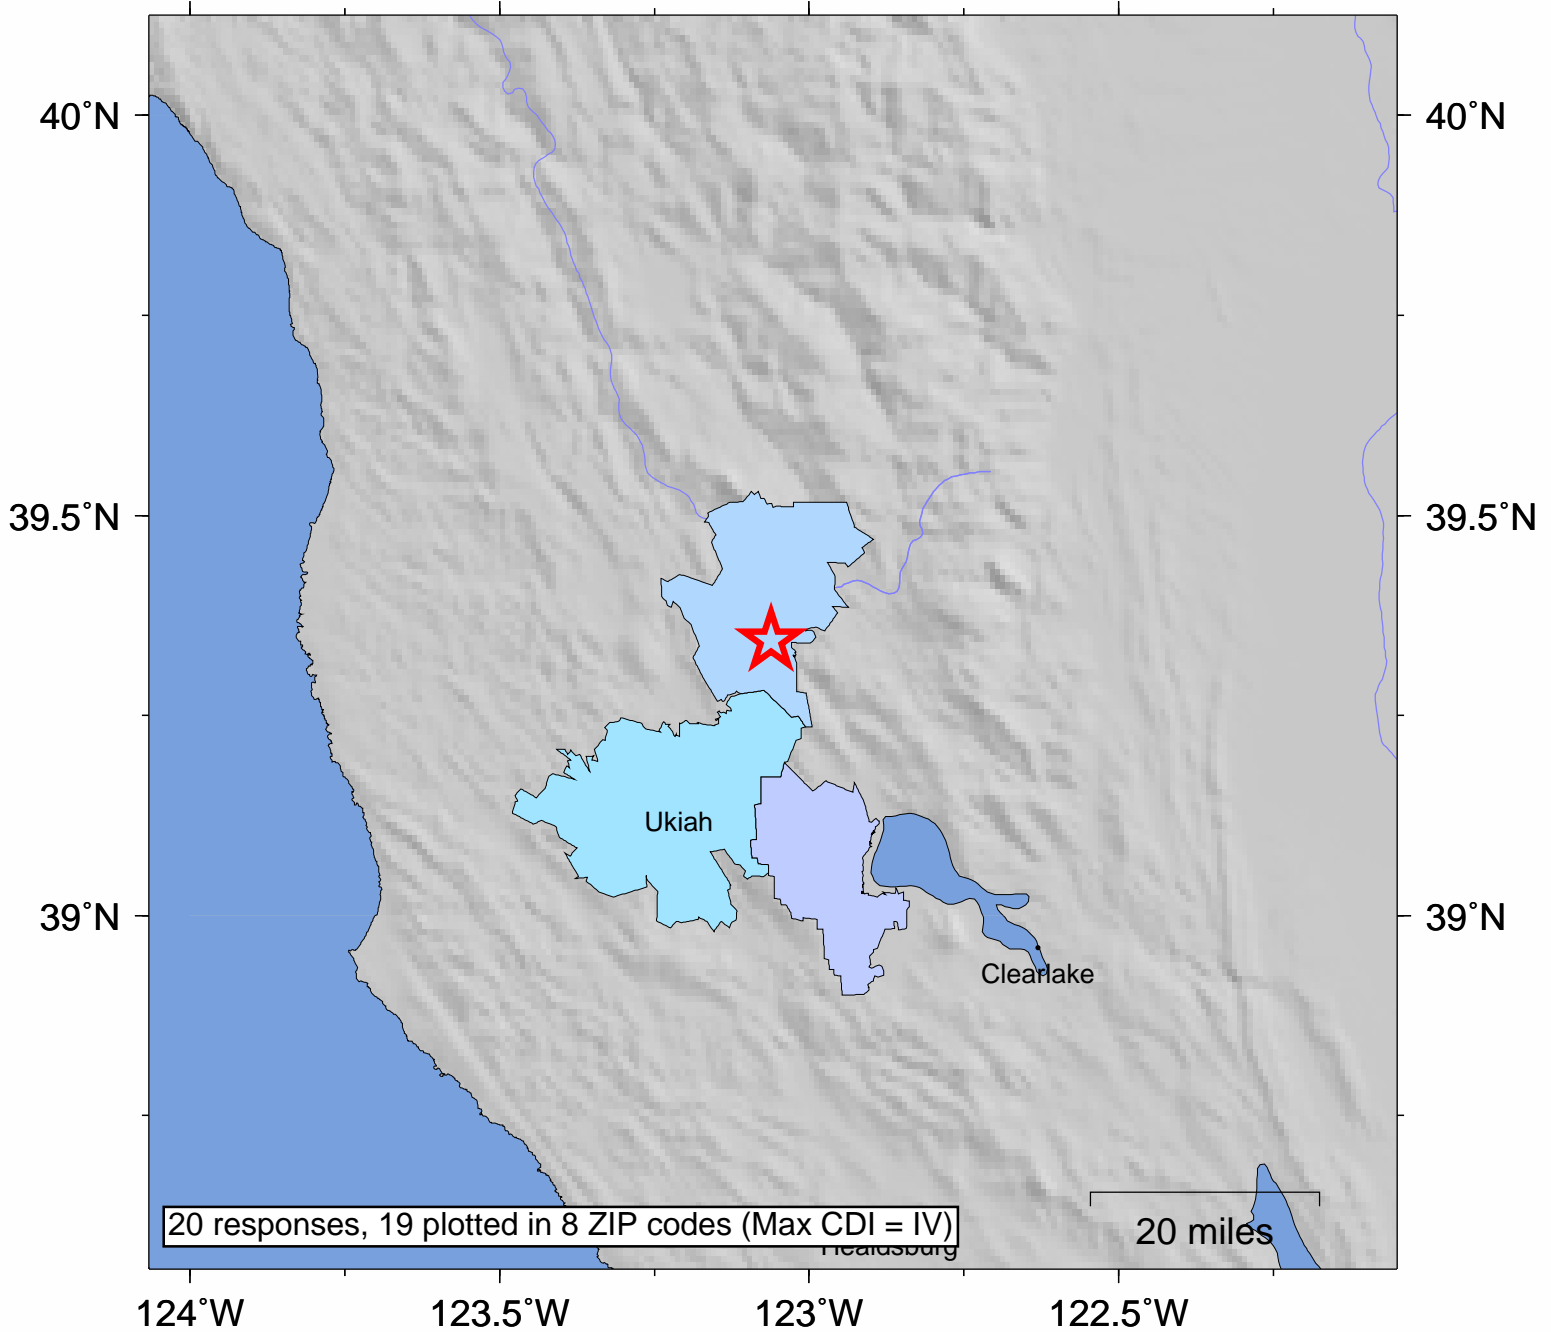 40˚N 40˚N
39.5˚N 39.5˚N
Ukiah
39˚N 39˚N
Clearlake
20 responses, 19 plotted in 8 ZIP codes (Max CDI = IV)
20 miles
Healdsburg
124˚W 123.5˚W 123˚W 122.5˚W